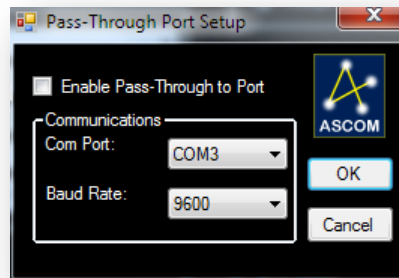 Pass-Through Port Setup
Enable Pass-Through to Port
Communications
Com Port:
COM3
Baud Rate:
9600
ASCOM
OK
Cancel